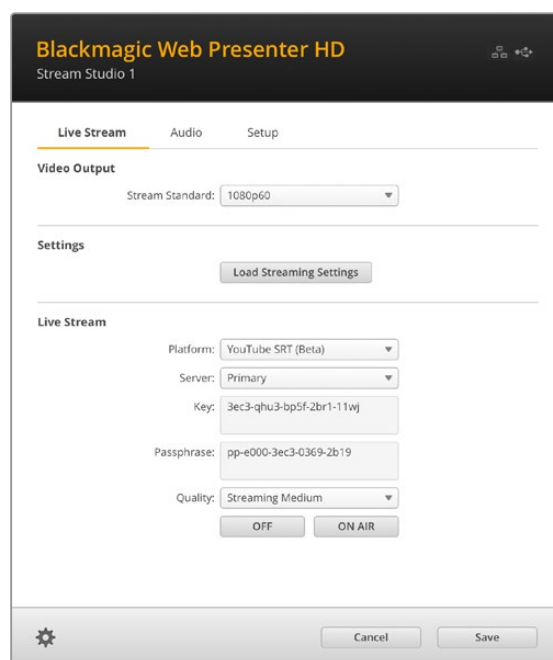 Blackmagic Web Presenter HD
Stream Studio 1
Live Stream Audio Setup
Video Output
Stream Standard: 1080p60
Settings
Load Streaming Settings
Live Stream
Platform: YouTube SRT (Beta)
Server: Primary
Key: 3ec3-qhu3-bp5f-2br1-11wj
Passphrase: pp-e000-3ec3-0369-2b19
Quality: Streaming Medium
OFF ON AIR
Cancel Save